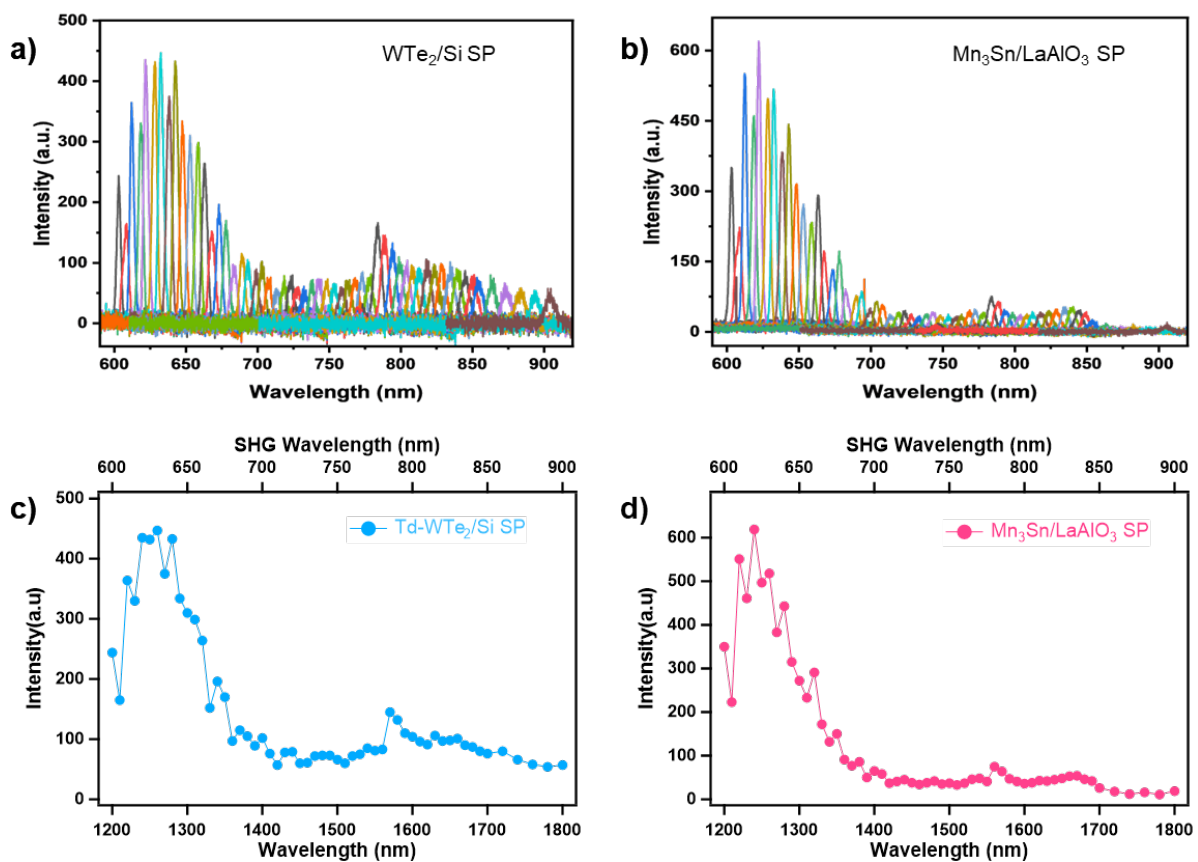 a)
WTe₂/Si SP
500
400
300
200
100
0
Intensity (a.u.)
600 650 700 750 800 850 900
Wavelength (nm)
b)
Mn₃Sn/LaAlO₃ SP
600
450
300
150
0
Intensity (a.u.)
600 650 700 750 800 850 900
Wavelength (nm)
c)
SHG Wavelength (nm)
600 650 700 750 800 850 900
Td-WTe₂/Si SP
500
400
300
200
100
0
Intensity(a.u)
1200 1300 1400 1500 1600 1700 1800
Wavelength (nm)
d)
SHG Wavelength (nm)
600 650 700 750 800 850 900
Mn₃Sn/LaAlO₃ SP
600
500
400
300
200
100
0
Intensity(a.u)
1200 1300 1400 1500 1600 1700 1800
Wavelength (nm)